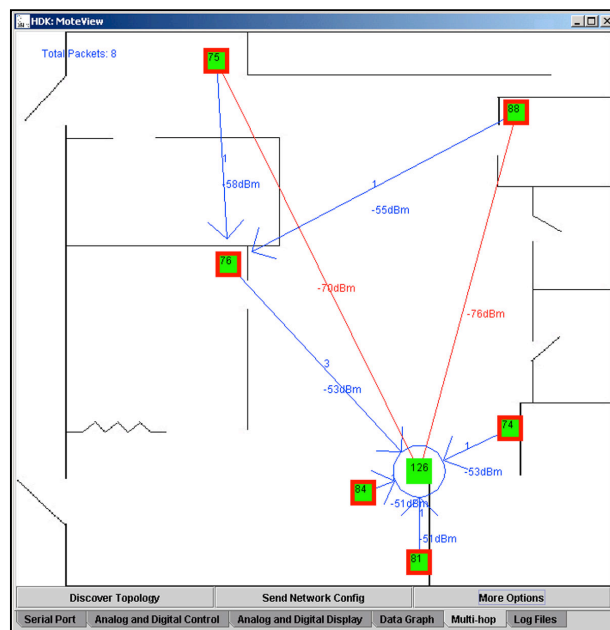 HDK: MoteView
Total Packets: 8
75
88
1
-58dBm
1
-55dBm
76
-70dBm
-76dBm
3
-53dBm
74
1
-53dBm
126
84
-51dBm
1
-51dBm
81
Discover Topology
Send Network Config
More Options
Serial Port
Analog and Digital Control
Analog and Digital Display
Data Graph
Multi-hop
Log Files